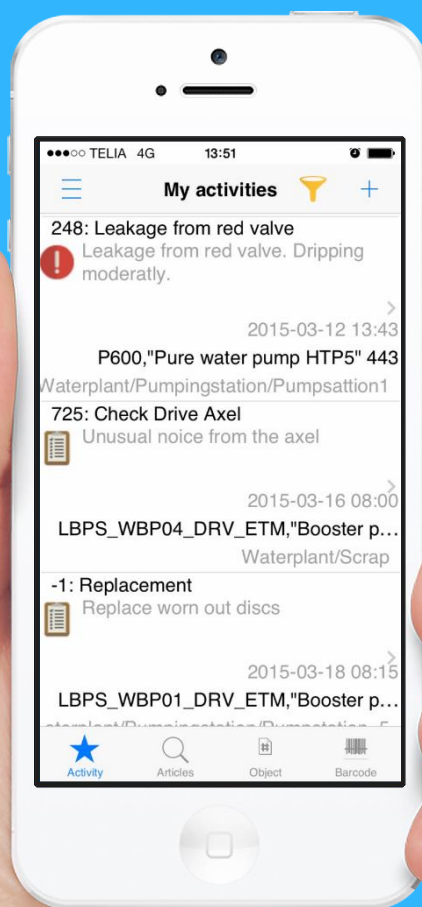 TELIA 4G 13:51
My activities
248: Leakage from red valve
Leakage from red valve. Dripping
moderatly.
2015-03-12 13:43
P600,"Pure water pump HTP5" 443
Waterplant/Pumpingstation/Pumpsattion1
725: Check Drive Axel
Unusual noice from the axel
2015-03-16 08:00
LBPS_WBP04_DRV_ETM,"Booster p...
Waterplant/Scrap
-1: Replacement
Replace worn out discs
2015-03-18 08:15
LBPS_WBP01_DRV_ETM,"Booster p...
Activity Articles Object Barcode